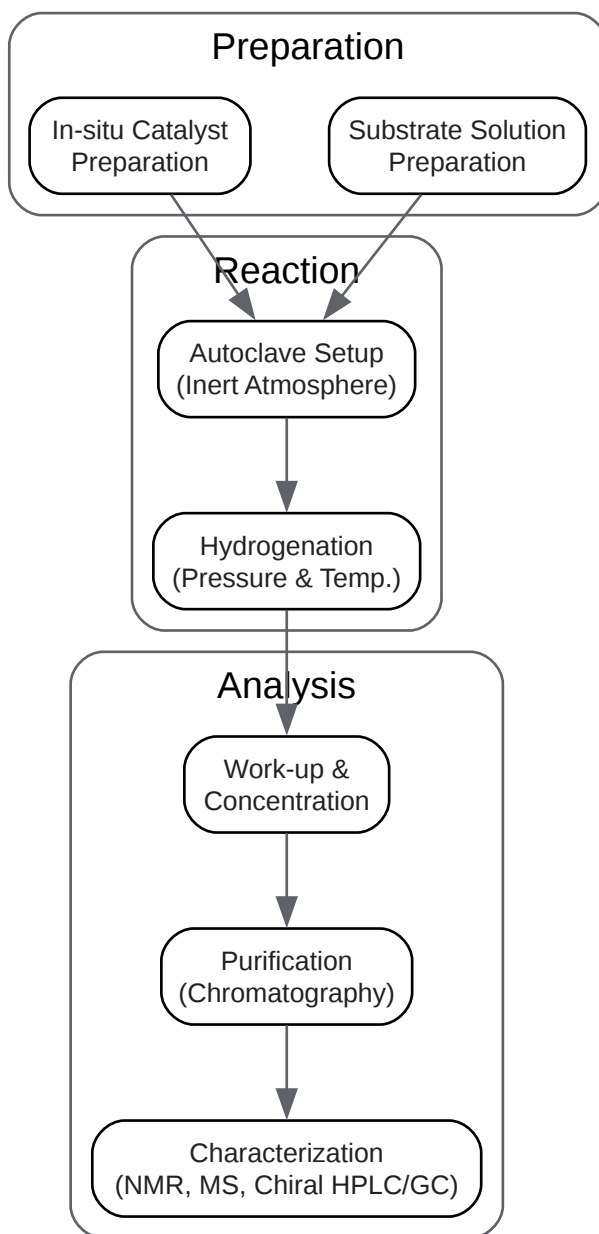 Preparation
In-situ Catalyst
Preparation
Substrate Solution
Preparation
Reaction
Autoclave Setup
(Inert Atmosphere)
Hydrogenation
(Pressure & Temp.)
Analysis
Work-up &
Concentration
Purification
(Chromatography)
Characterization
(NMR, MS, Chiral HPLC/GC)